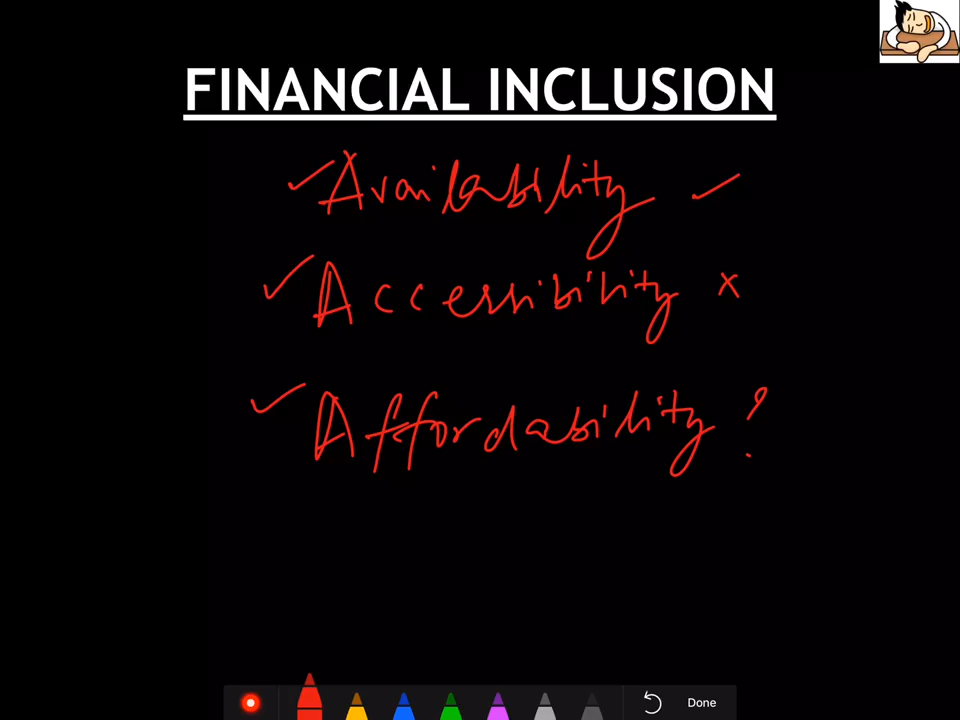 FINANCIAL INCLUSION
✓Availability ✓
✓Accessibility ×
✓Affordability ?
Done